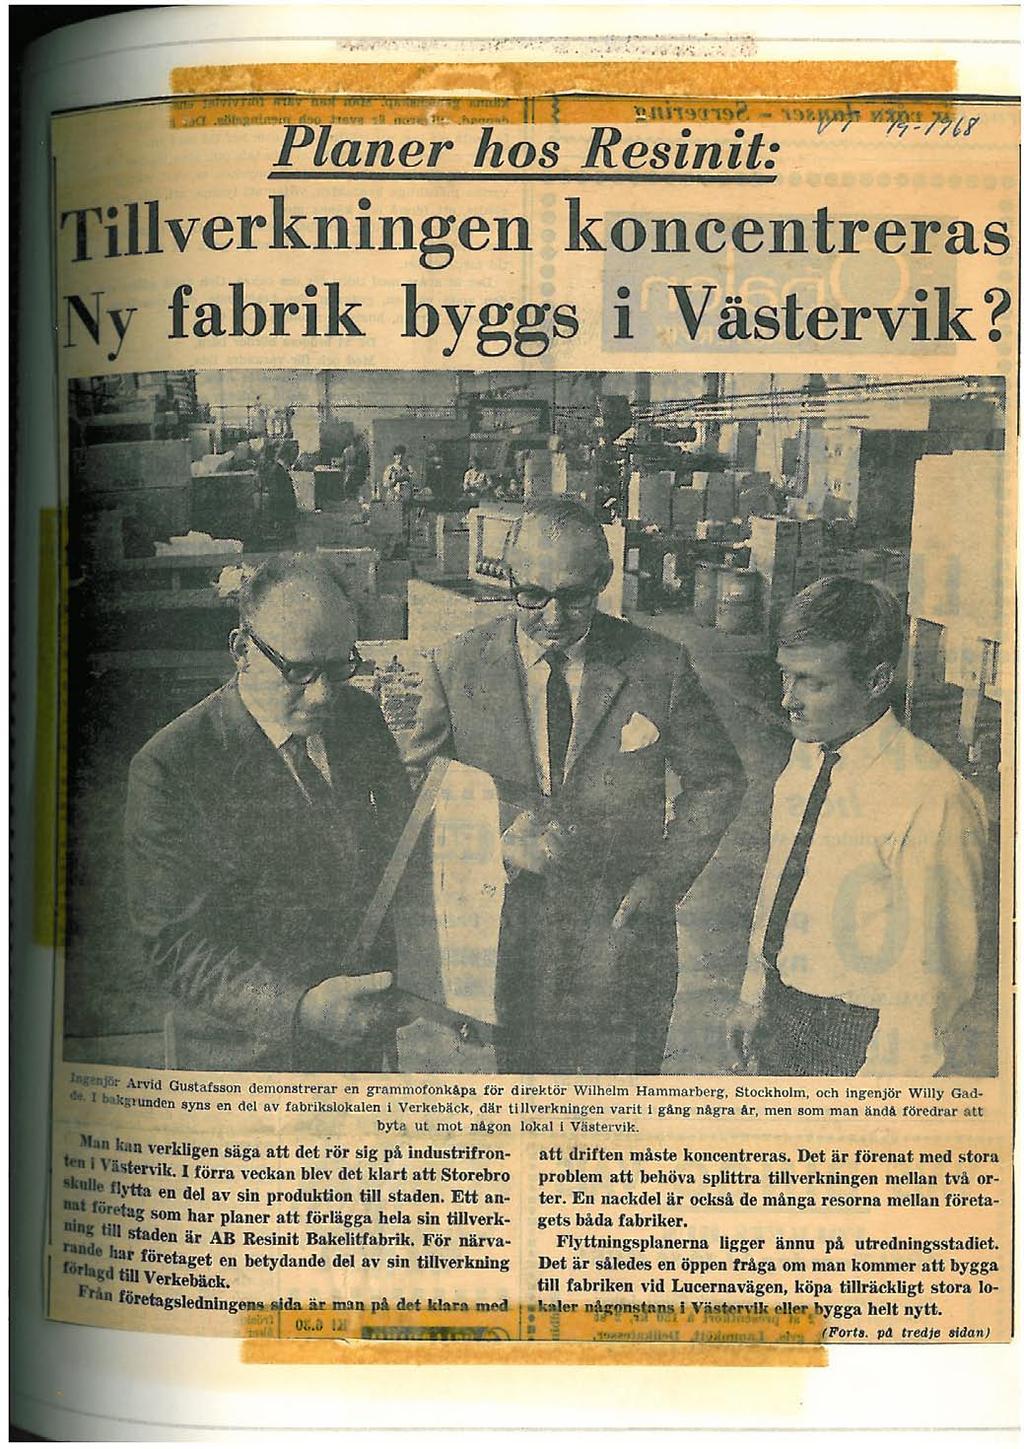 19-1968
Planer hos Resinit:
Tillverkningen koncentreras
Ny fabrik byggs i Västervik?
Ingenjör Arvid Gustafsson demonstrerar en grammofonkåpa för direktör Wilhelm Hammarberg, Stockholm, och ingenjör Willy Gad-
de. I bakgrunden syns en del av fabrikslokalen i Verkebäck, där tillverkningen varit i gång några år, men som man ändå föredrar att
byta ut mot någon lokal i Västervik.
Man kan verkligen säga att det rör sig på industrifron-
ten i Västervik. I förra veckan blev det klart att Storebro
skulle flytta en del av sin produktion till staden. Ett an-
nat företag som har planer att förlägga hela sin tillverk-
ning till staden är AB Resinit Bakelitfabrik. För närva-
rande har företaget en betydande del av sin tillverkning
förlagd till Verkebäck.
Från företagsledningens sida är man på det klara med
att driften måste koncentreras. Det är förenat med stora
problem att behöva splittra tillverkningen mellan två or-
ter. En nackdel är också de många resorna mellan företa-
gets båda fabriker.
Flyttningsplanerna ligger ännu på utredningsstadiet.
Det är således en öppen fråga om man kommer att bygga
till fabriken vid Lucernavägen, köpa tillräckligt stora lo-
kaler någonstans i Västervik eller bygga helt nytt.
(Forts. på tredje sidan)